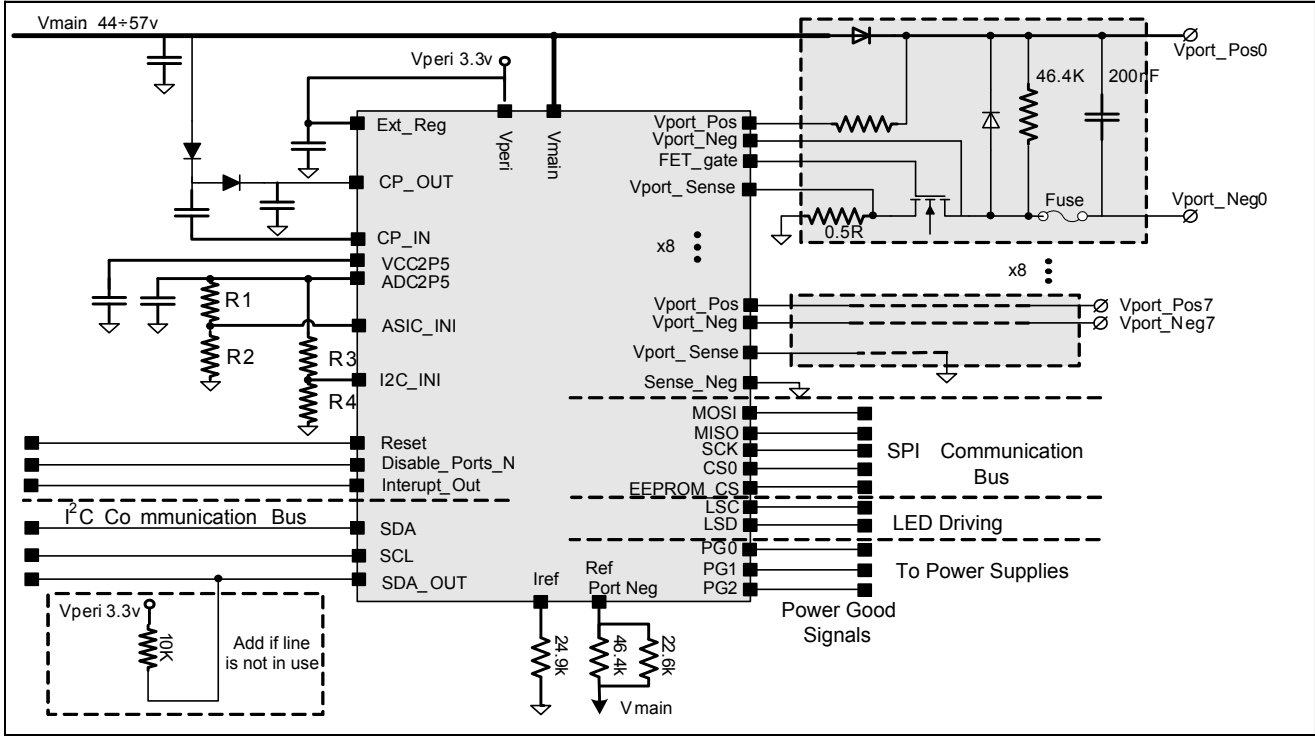 Vmain 44÷57v
Vperi 3.3v
Vport_Pos0
46.4K
200nF
Ext_Reg
Vperi
Vmain
Vport_Pos
Vport_Neg
FET_gate
Vport_Sense
CP_OUT
Vport_Neg0
Fuse
0.5R
CP_IN
x8
VCC2P5
ADC2P5
x8
R1
Vport_Pos
Vport_Pos7
Vport_Neg
Vport_Neg7
ASIC_INI
R2
R3
Vport_Sense
I2C_INI
Sense_Neg
R4
MOSI
MISO
SCK
CS0
EEPROM_CS
SPI Communication
Bus
Reset
Disable_Ports_N
Interupt_Out
LSC
LSD
LED Driving
I2C Co mmunication Bus
SDA
SCL
SDA_OUT
PG0
PG1
PG2
To Power Supplies
Iref
Ref
Port Neg
Power Good
Signals
Vperi 3.3v
10K
Add if line
is not in use
24.9k
46.4k
22.6k
Vmain